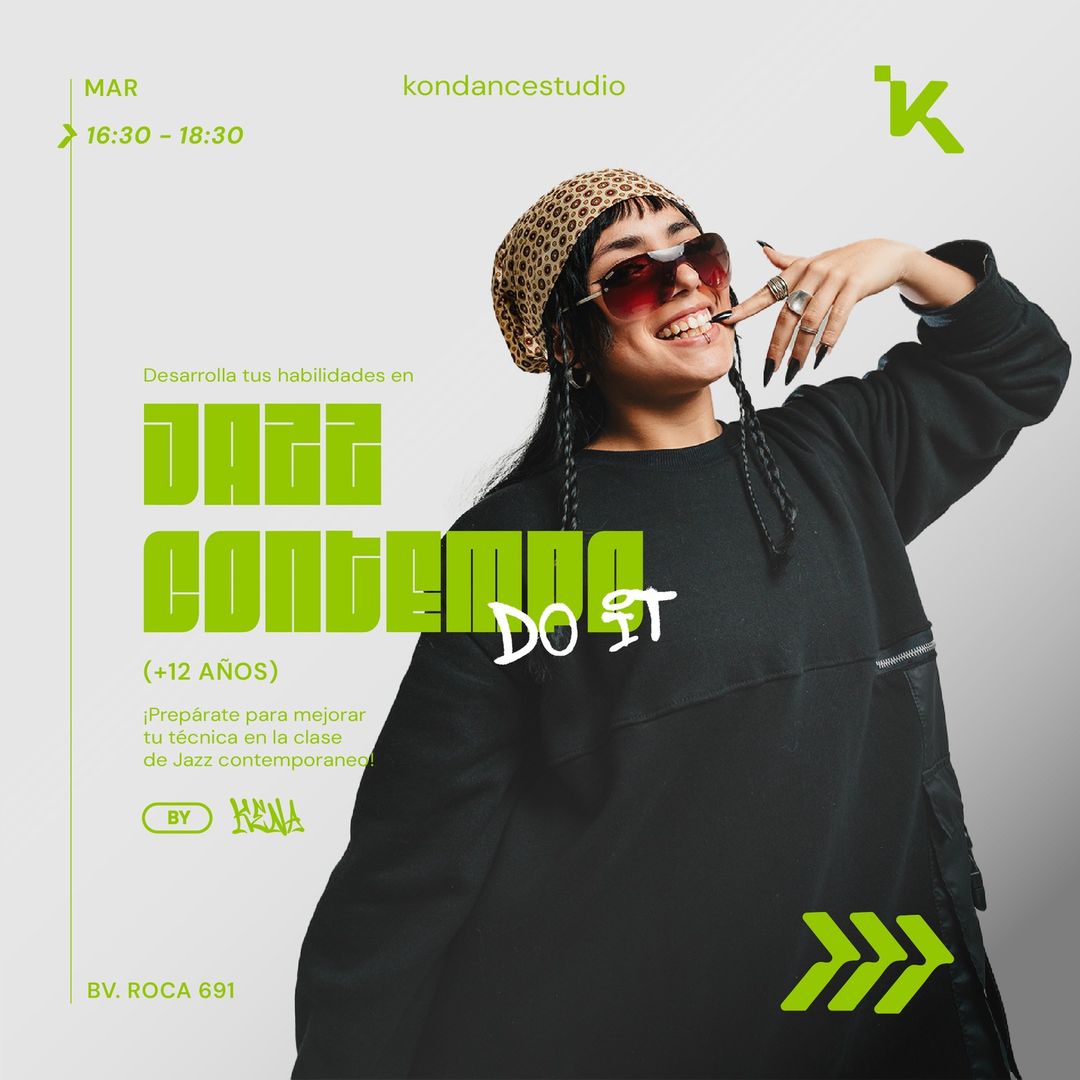 MAR
kondancestudio
K
16:30 - 18:30
Desarrolla tus habilidades en
JAZZ
CONTEMPO
DO IT
(+12 AÑOS)
¡Prepárate para mejorar
tu técnica en la clase
de Jazz contemporaneo!
BY KENA
BV. ROCA 691